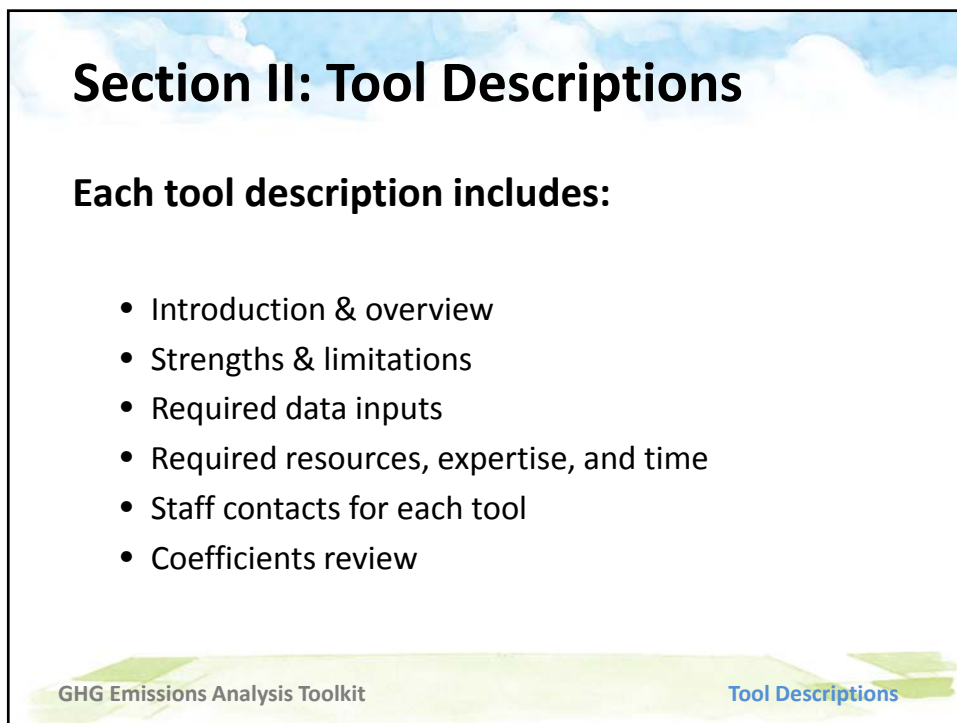 Section II: Tool Descriptions
Each tool description includes:
• Introduction & overview
• Strengths & limitations
• Required data inputs
• Required resources, expertise, and time
• Staff contacts for each tool
• Coefficients review
GHG Emissions Analysis Toolkit
Tool Descriptions